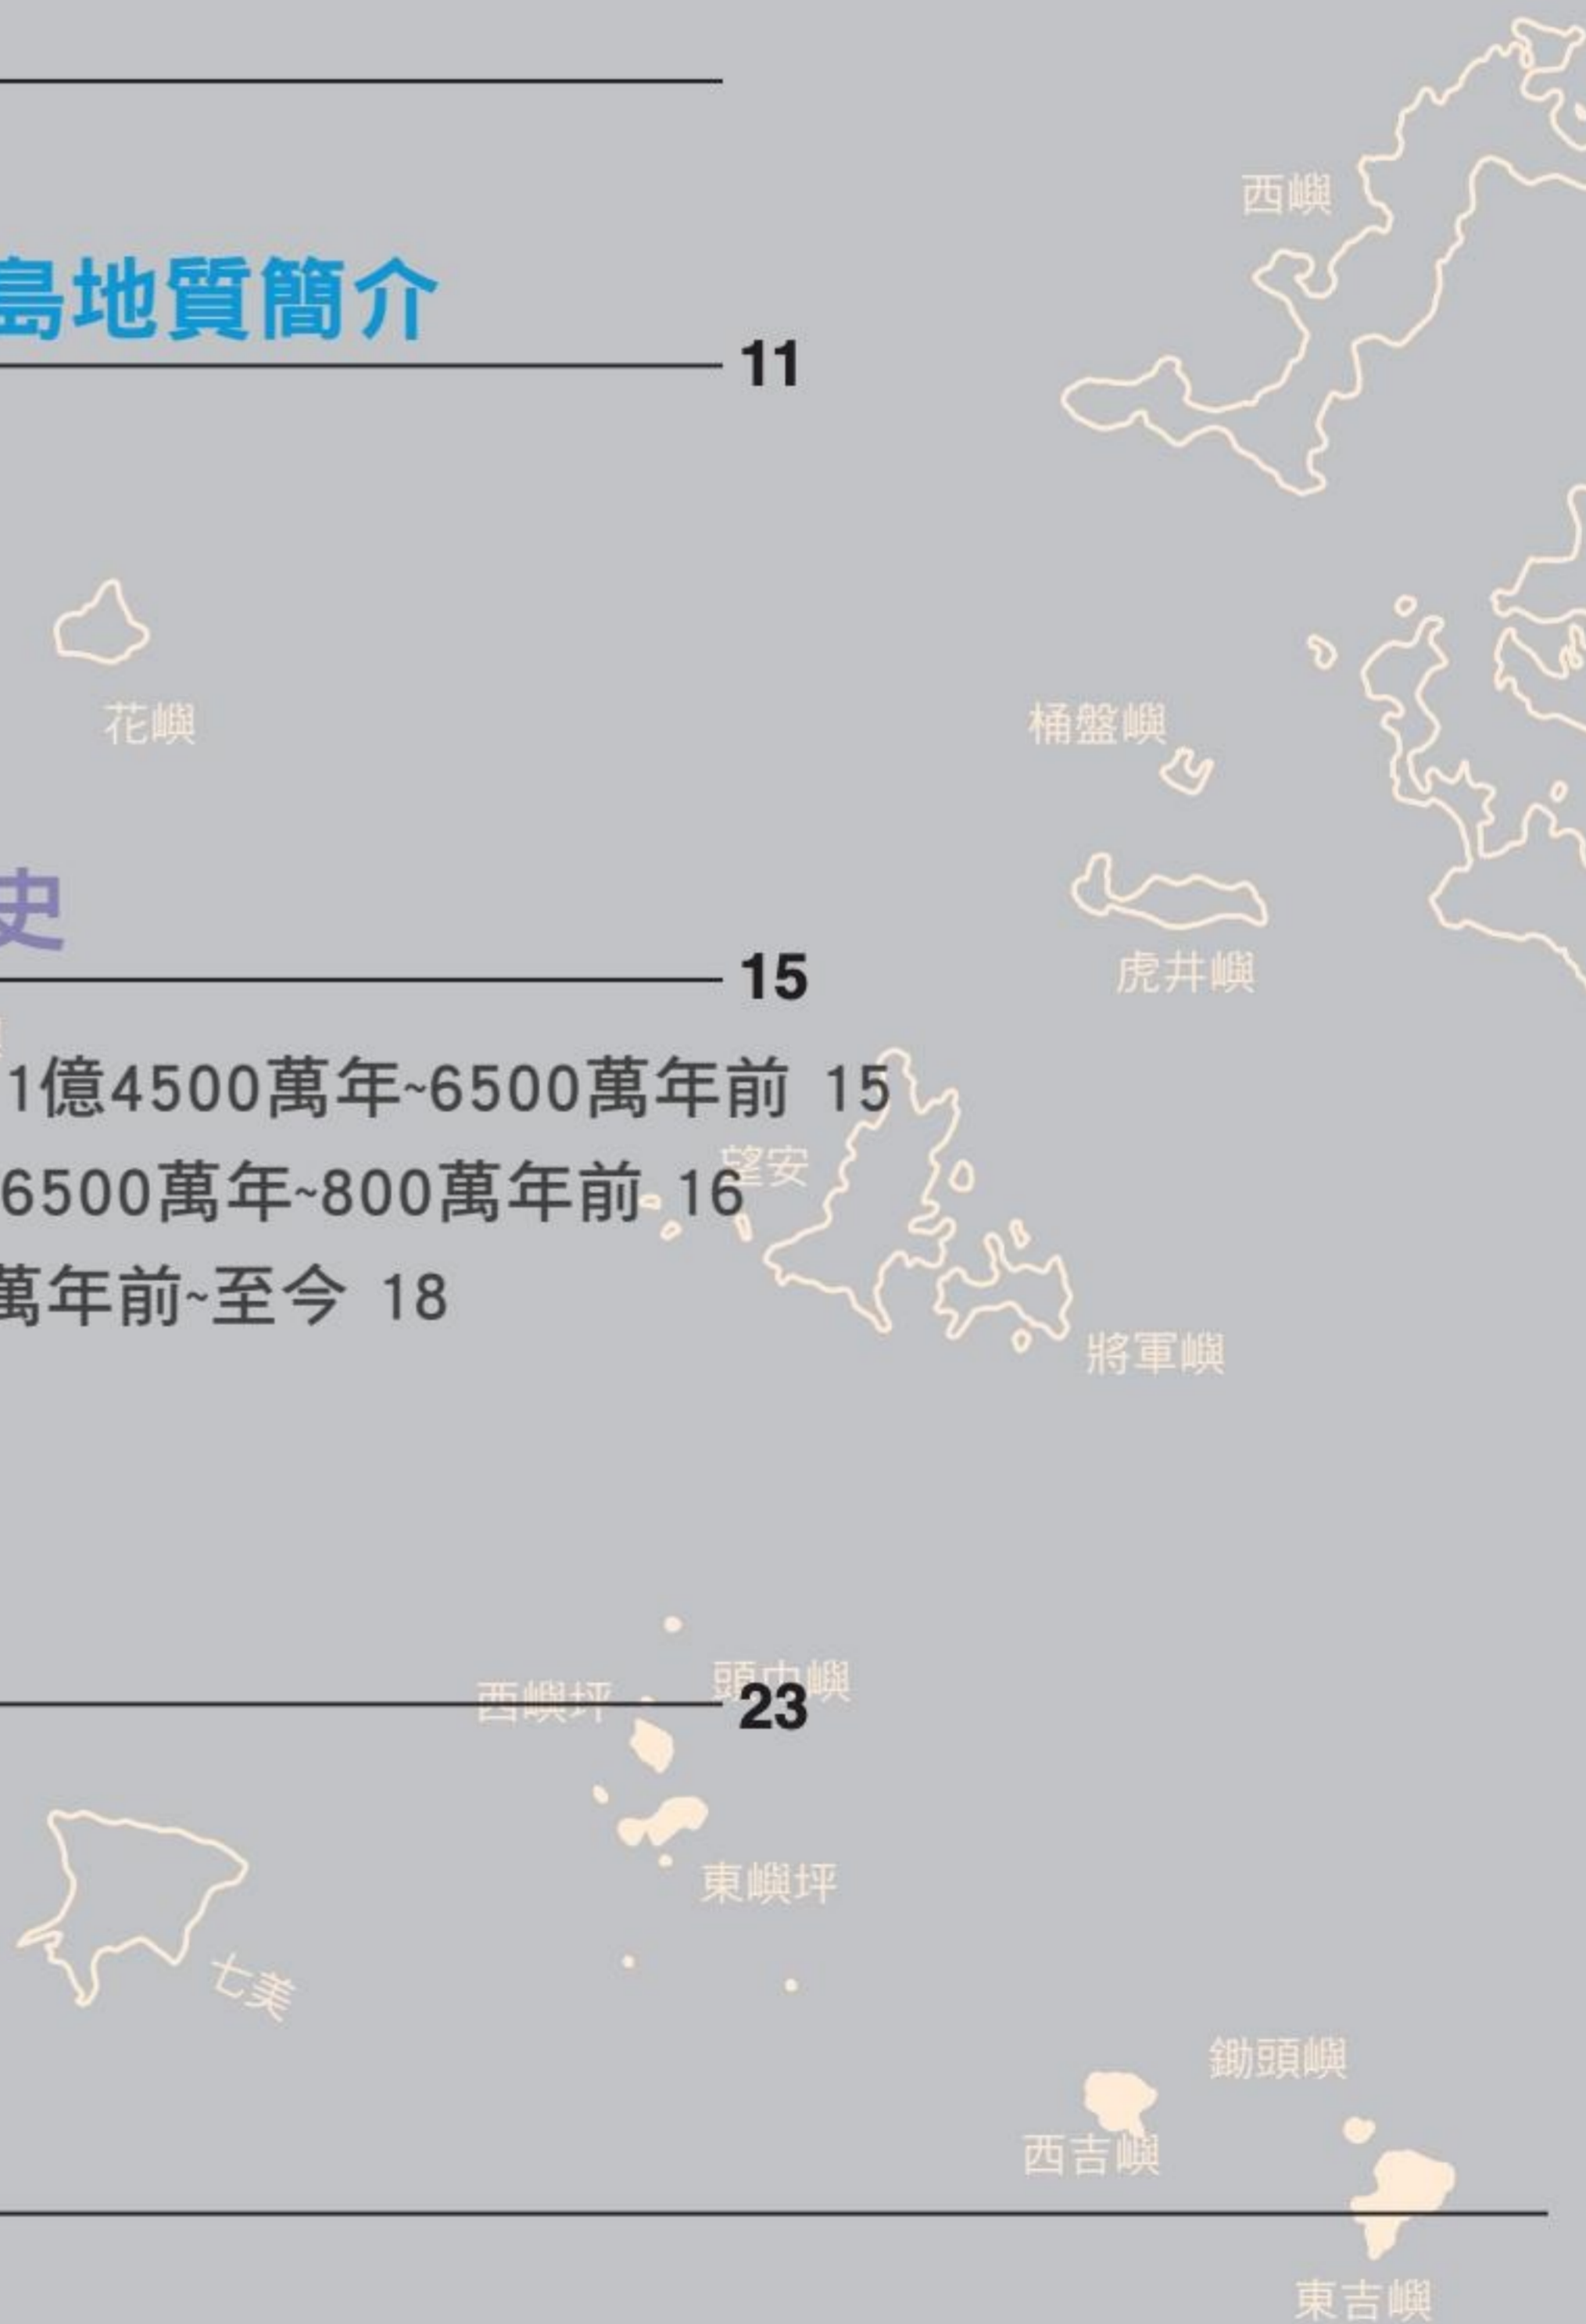 西嶼
島地質簡介
11
花嶼
桶盤嶼
史
15
虎井嶼
1億4500萬年~6500萬年前 15
望安
6500萬年~800萬年前 16
萬年前~至今 18
將軍嶼
頭巾嶼
西嶼坪
23
東嶼坪
七美
鋤頭嶼
西吉嶼
東吉嶼